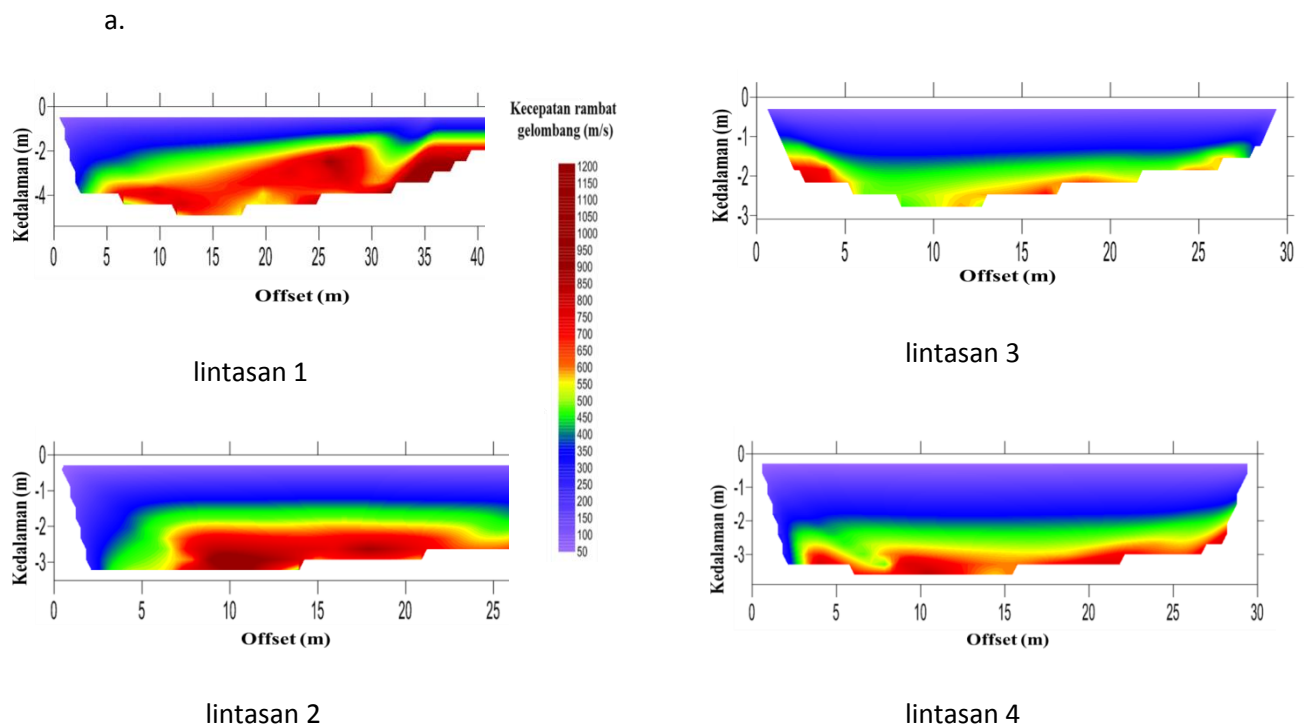 a.
0
-2
-4
Kedalaman (m)
0 5 10 15 20 25 30 35 40
Offset (m)
lintasan 1
Kecepatan rambat
gelombang (m/s)
1200
1150
1100
1050
1000
950
900
850
800
750
700
650
600
550
500
450
400
350
300
250
200
150
100
50
0
-1
-2
-3
Kedalaman (m)
0 5 10 15 20 25 30
Offset (m)
lintasan 3
0
-1
-2
-3
Kedalaman (m)
0 5 10 15 20 25
Offset (m)
lintasan 2
0
-1
-2
-3
Kedalaman (m)
0 5 10 15 20 25 30
Offset (m)
lintasan 4